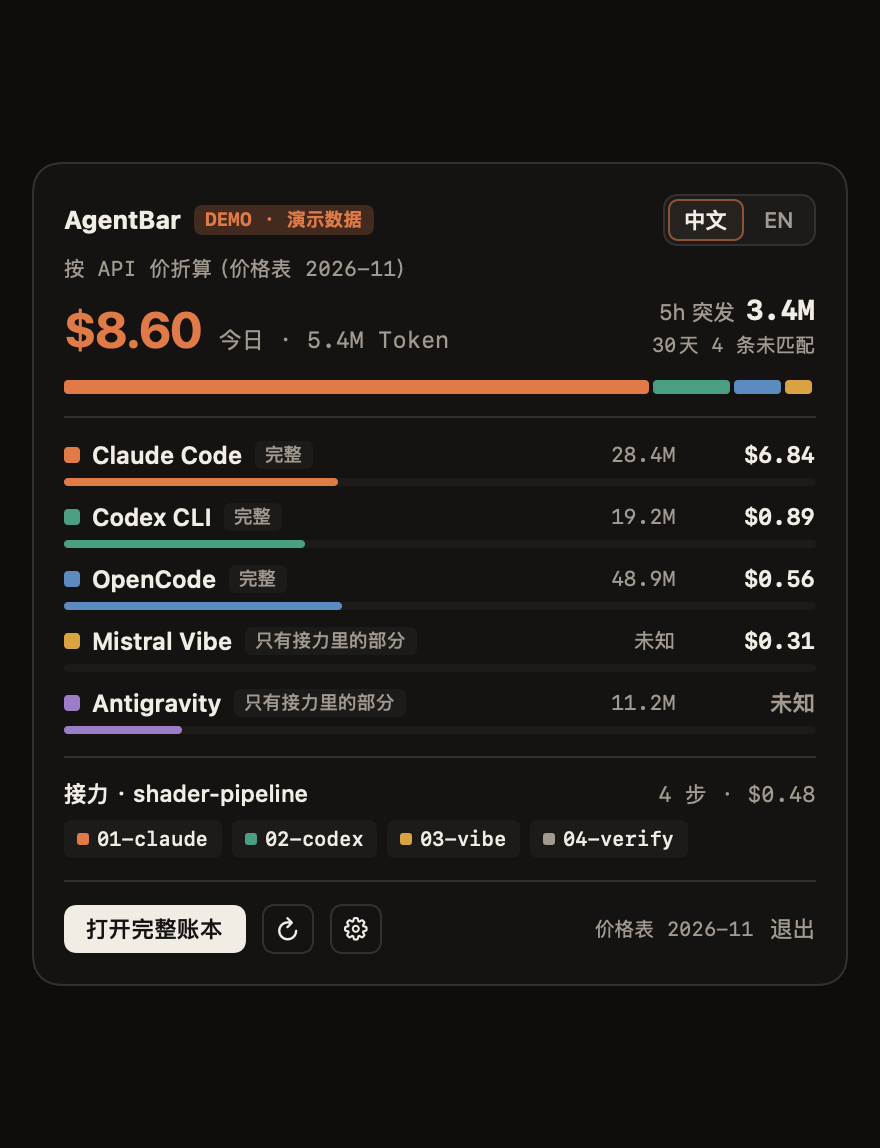 AgentBar DEMO · 演示数据 中文 EN
按 API 价折算 (价格表 2026-11)
$8.60 今日 · 5.4M Token
5h 突发 3.4M
30天 4 条未匹配
Claude Code 完整 28.4M $6.84
Codex CLI 完整 19.2M $0.89
OpenCode 完整 48.9M $0.56
Mistral Vibe 只有接力里的部分 未知 $0.31
Antigravity 只有接力里的部分 11.2M 未知
接力 · shader-pipeline 4 步 · $0.48
01-claude 02-codex 03-vibe 04-verify
打开完整账本 价格表 2026-11 退出